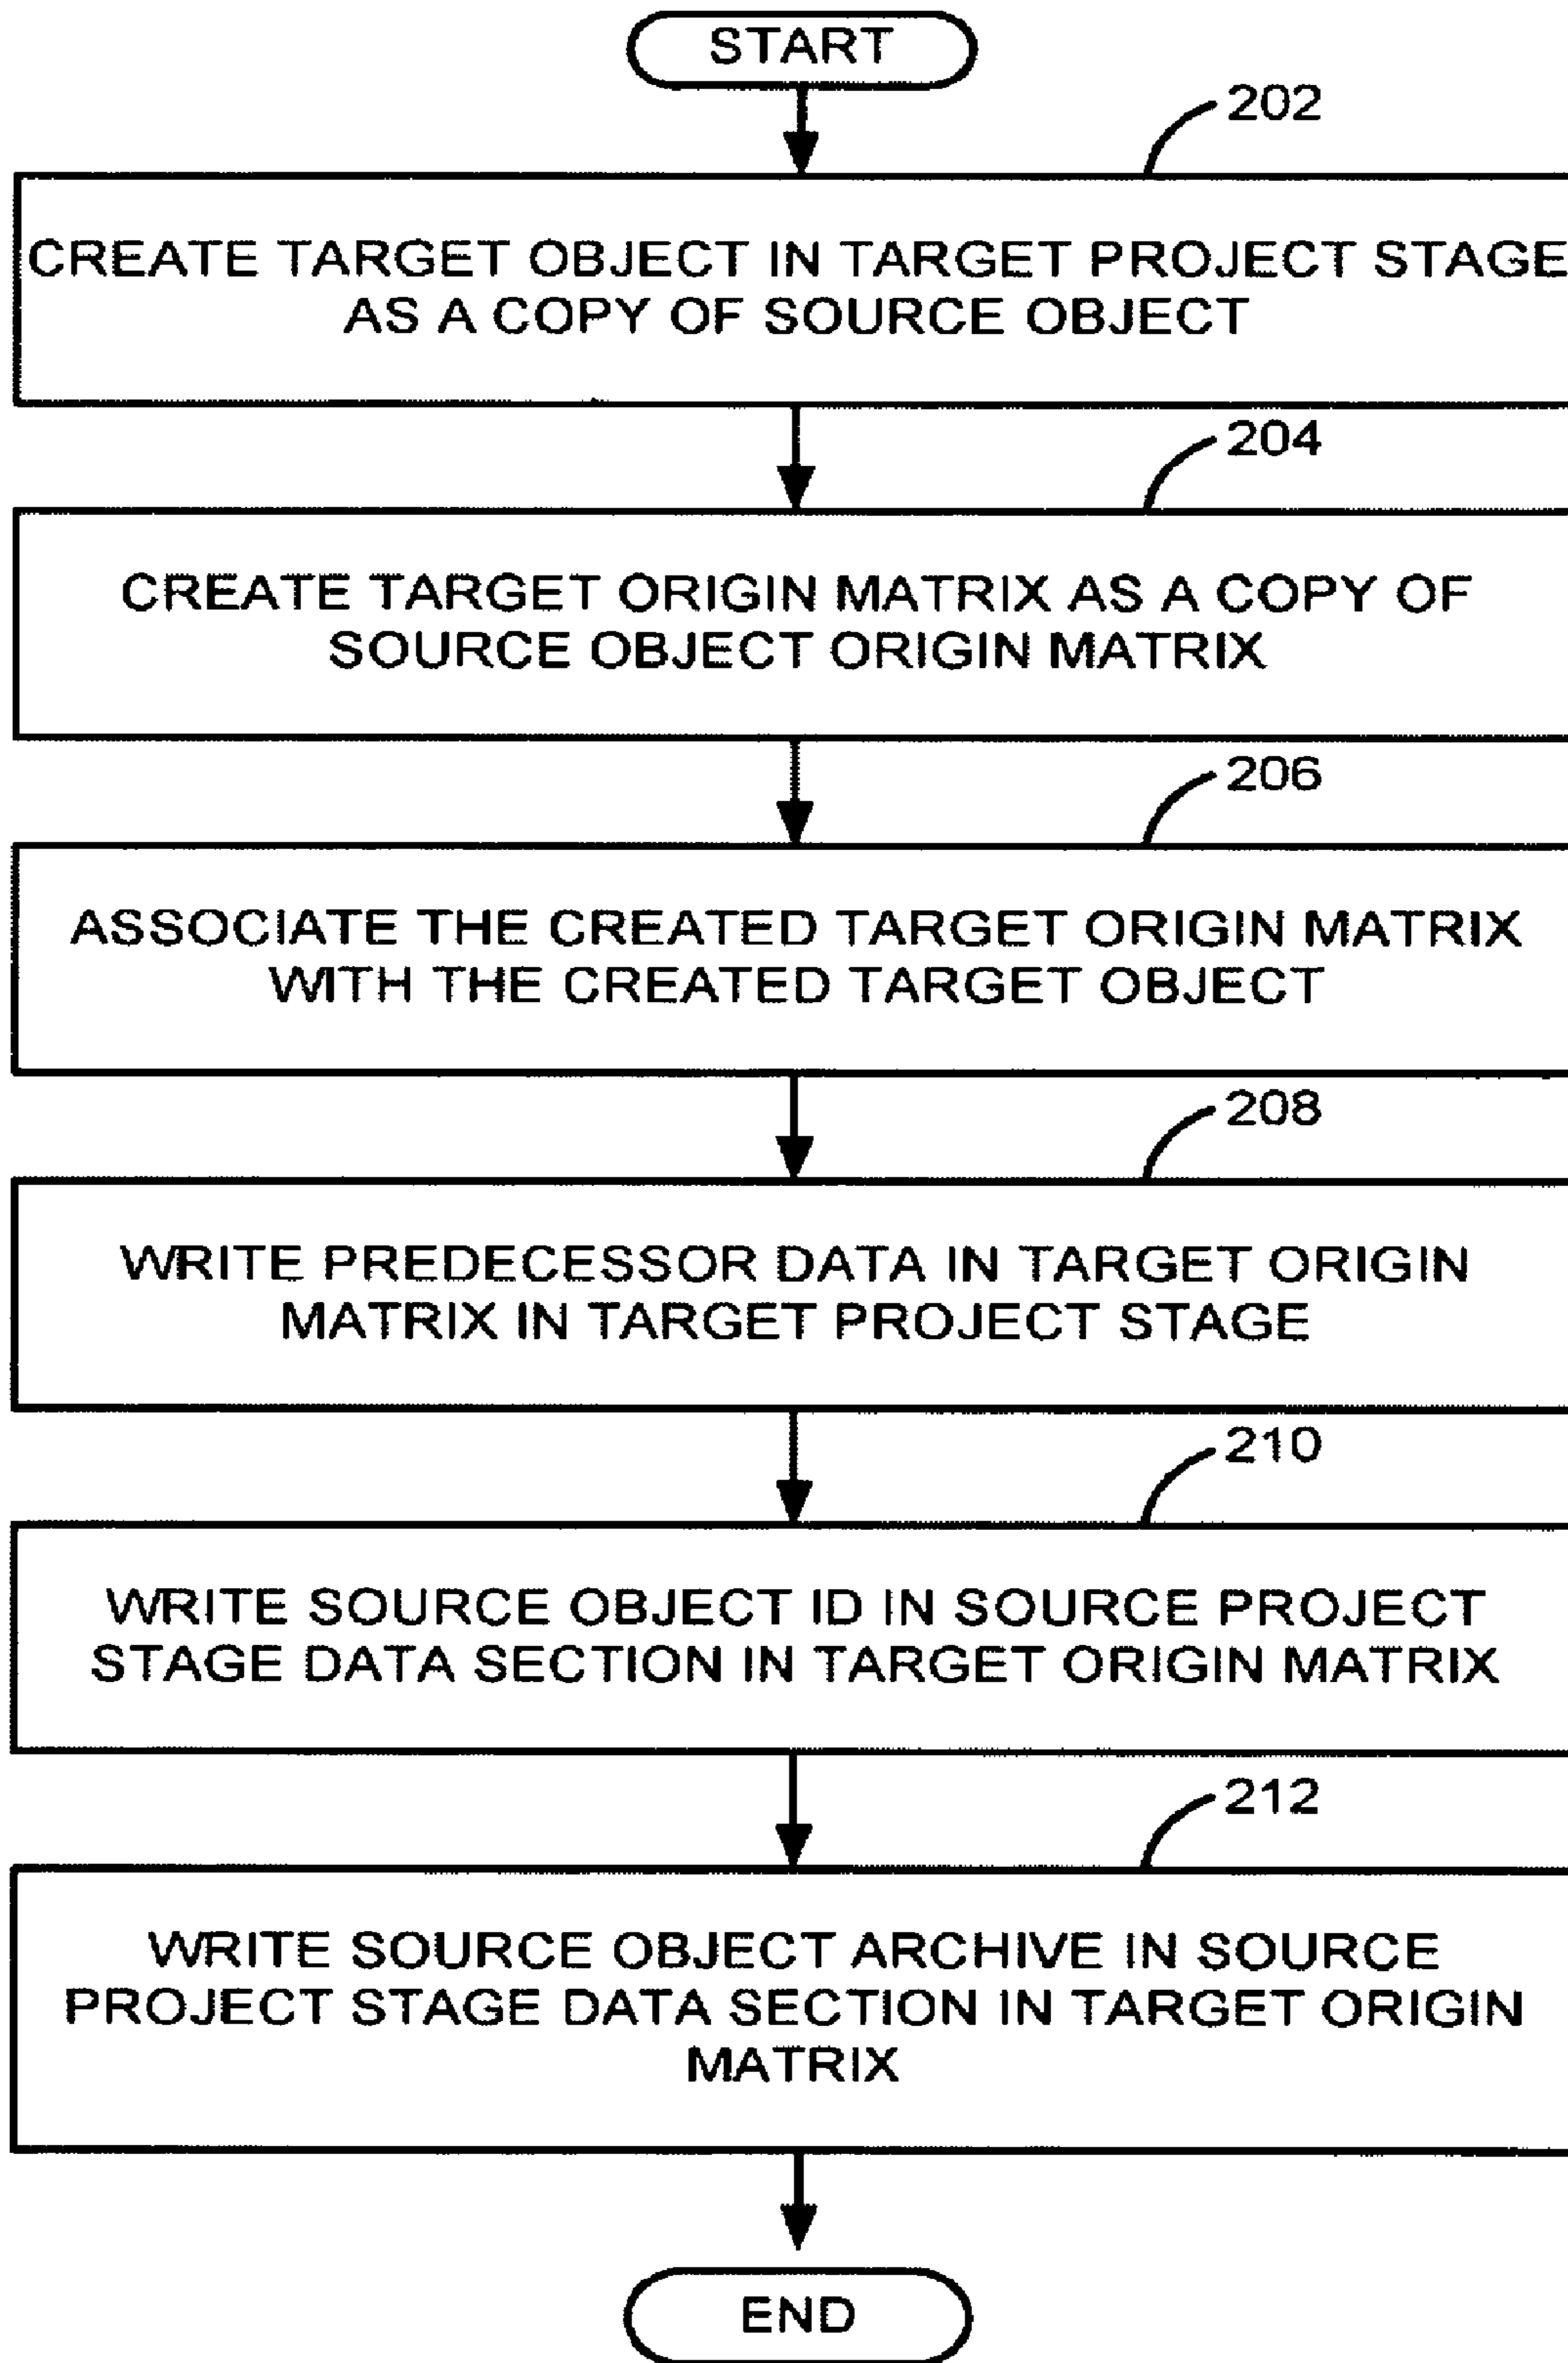 START
202
CREATE TARGET OBJECT IN TARGET PROJECT STAGE
AS A COPY OF SOURCE OBJECT
204
CREATE TARGET ORIGIN MATRIX AS A COPY OF
SOURCE OBJECT ORIGIN MATRIX
206
ASSOCIATE THE CREATED TARGET ORIGIN MATRIX
WITH THE CREATED TARGET OBJECT
208
WRITE PREDECESSOR DATA IN TARGET ORIGIN
MATRIX IN TARGET PROJECT STAGE
210
WRITE SOURCE OBJECT ID IN SOURCE PROJECT
STAGE DATA SECTION IN TARGET ORIGIN MATRIX
212
WRITE SOURCE OBJECT ARCHIVE IN SOURCE
PROJECT STAGE DATA SECTION IN TARGET ORIGIN
MATRIX
END